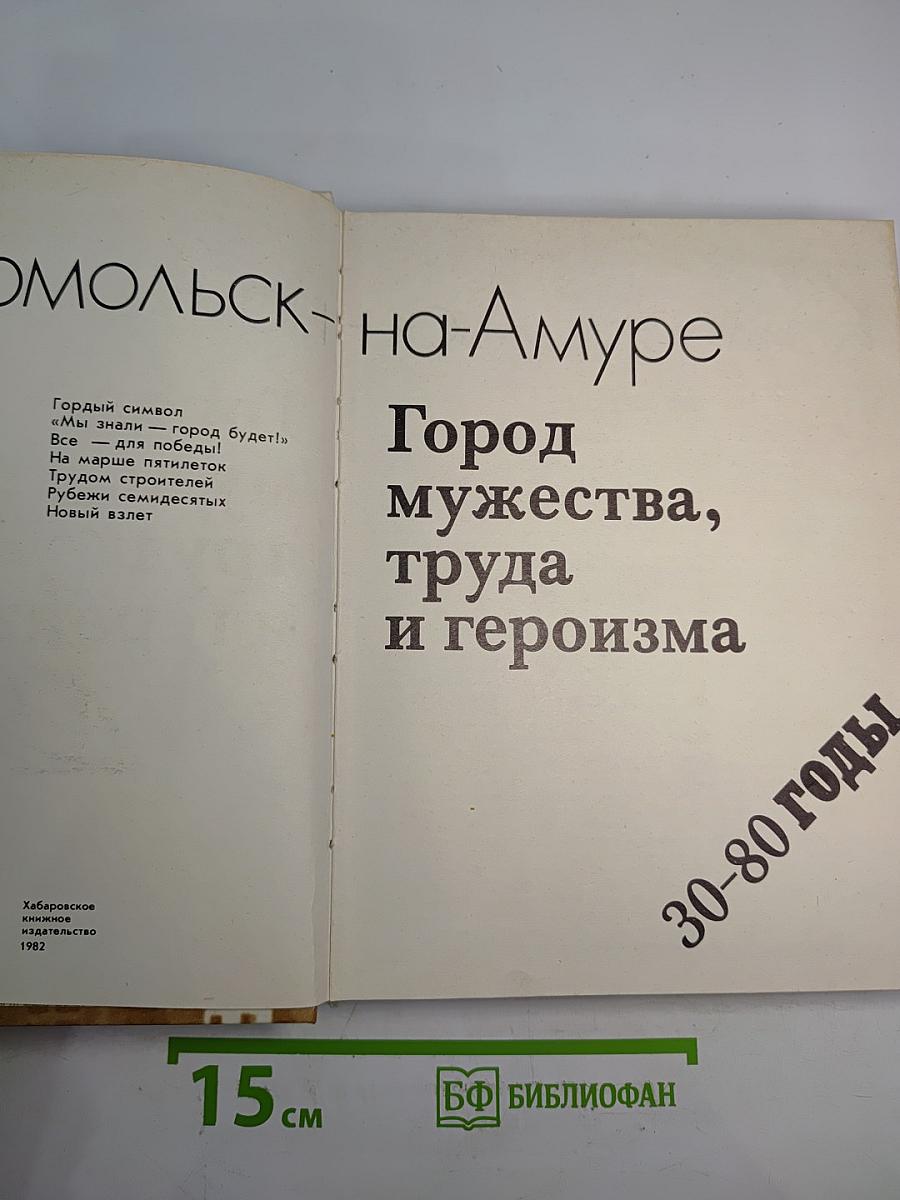 ОМОЛЬСК-на-Амуре
Гордый символ
«Мы знали — город будет!»
Все — для победы!
На марше пятилеток
Трудом строителей
Рубежи семидесятых
Новый взлет
Хабаровское
книжное
издательство
1982
Город
мужества,
труда
и героизма
30-80 годы
15 см
БФ БИБЛИОФАН